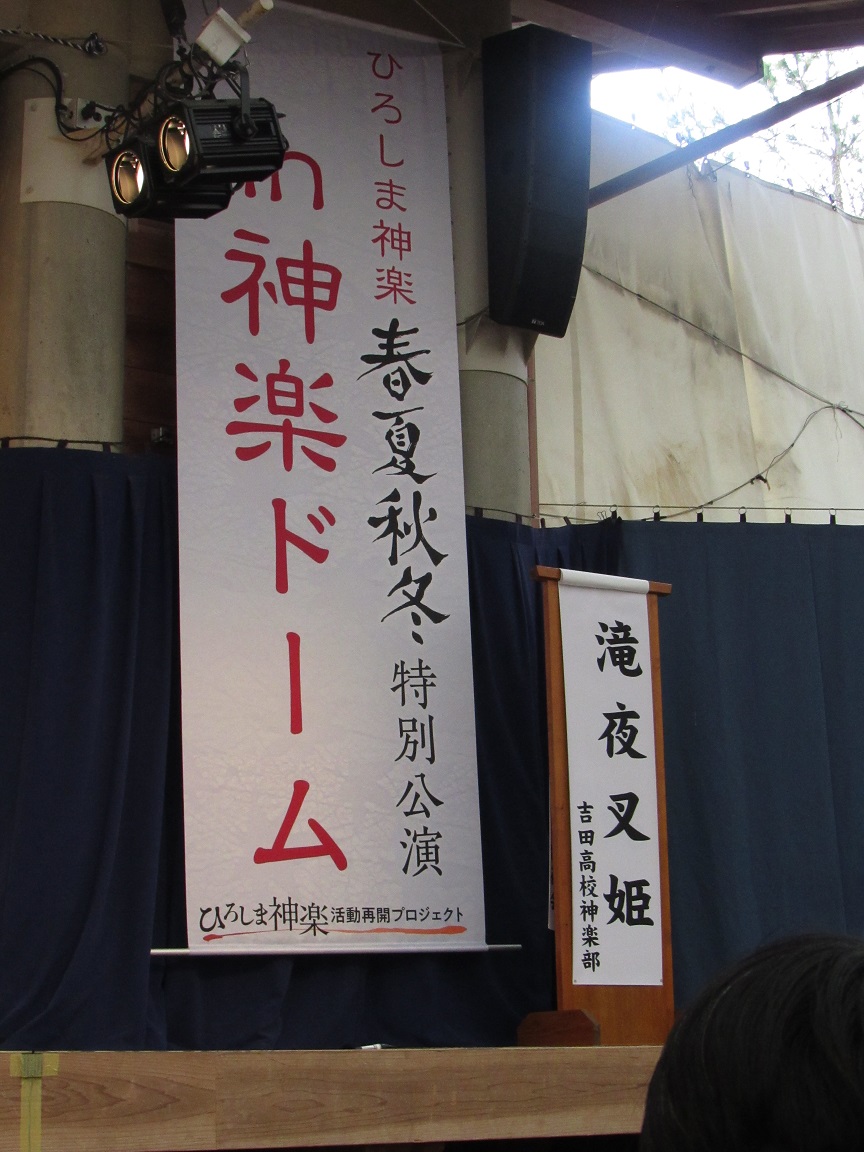 ひろしま神楽 春夏秋冬 特別公演
in 神楽ドーム
ひろしま神楽 活動再開プロジェクト
滝夜叉姫
吉田高校神楽部